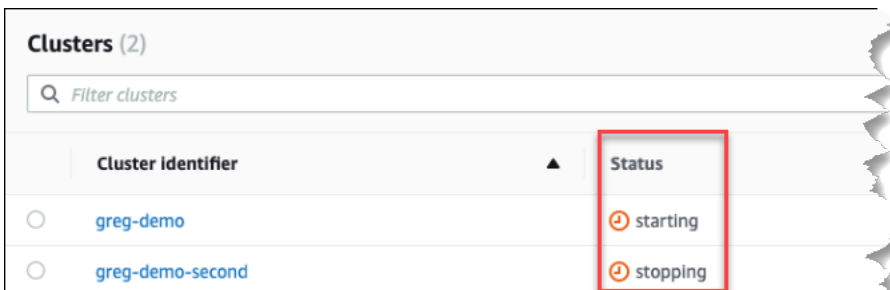 Clusters (2)
Filter clusters
Cluster identifier Status
greg-demo starting
greg-demo-second stopping